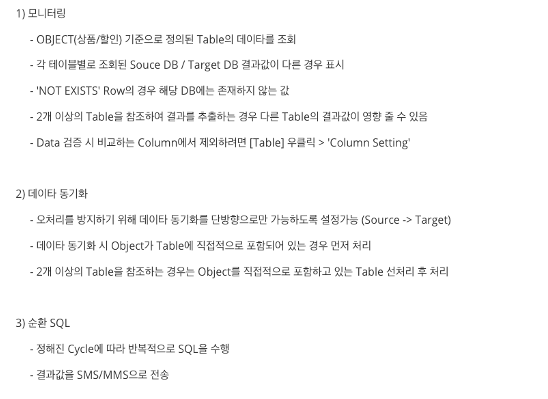 1) 모니터링
- OBJECT(상품/할인) 기준으로 정의된 Table의 데이타를 조회
- 각 테이블별로 조회된 Souce DB / Target DB 결과값이 다른 경우 표시
- 'NOT EXISTS' Row의 경우 해당 DB에는 존재하지 않는 값
- 2개 이상의 Table을 참조하여 결과를 추출하는 경우 다른 Table의 결과값이 영향 줄 수 있음
- Data 검증 시 비교하는 Column에서 제외하려면 [Table] 우클릭 > 'Column Setting'
2) 데이타 동기화
- 오처리를 방지하기 위해 데이타 동기화를 단방향으로만 가능하도록 설정가능 (Source -> Target)
- 데이타 동기화 시 Object가 Table에 직접적으로 포함되어 있는 경우 먼저 처리
- 2개 이상의 Table을 참조하는 경우는 Object를 직접적으로 포함하고 있는 Table 선처리 후 처리
3) 순환 SQL
- 정해진 Cycle에 따라 반복적으로 SQL을 수행
- 결과값을 SMS/MMS으로 전송